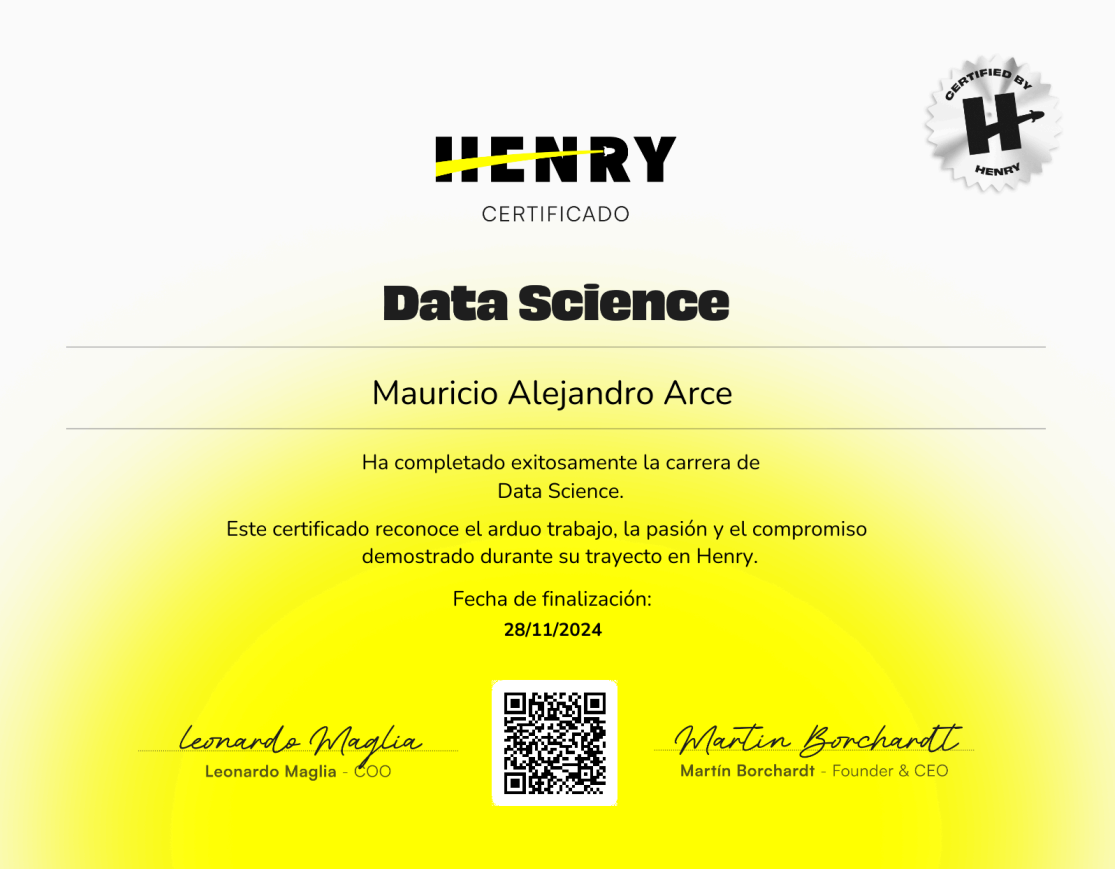 CERTIFIED BY
H
HENRY
HENRY
CERTIFICADO
Data Science
Mauricio Alejandro Arce
Ha completado exitosamente la carrera de
Data Science.
Este certificado reconoce el arduo trabajo, la pasión y el compromiso
demostrado durante su trayecto en Henry.
Fecha de finalización:
28/11/2024
Leonardo Maglia
Leonardo Maglia - COO
Martin Borchardt
Martín Borchardt - Founder & CEO